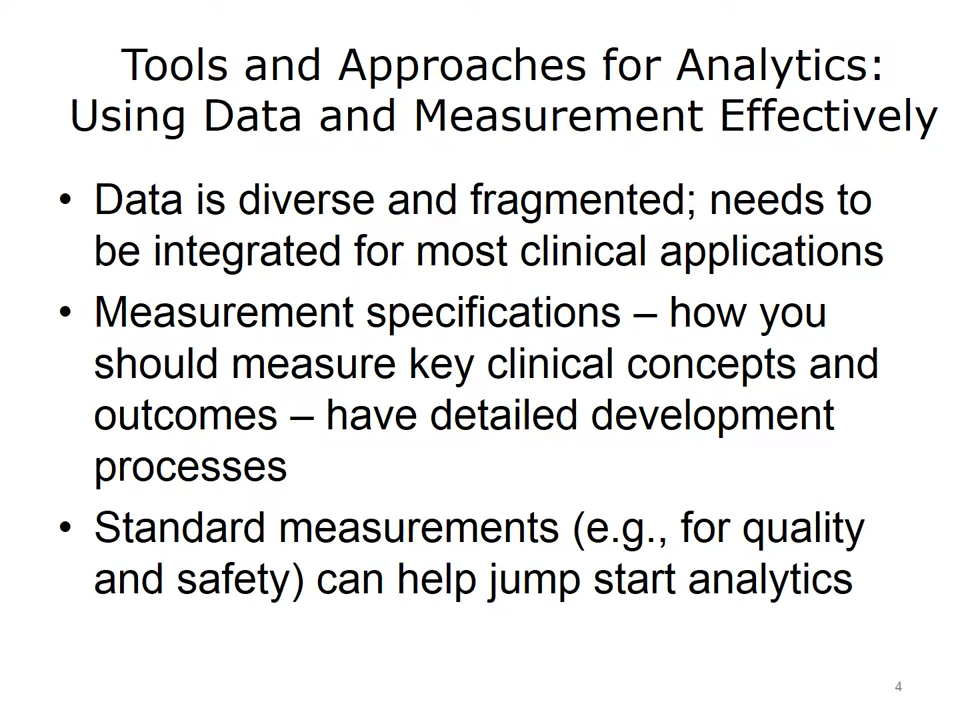 Tools and Approaches for Analytics:
Using Data and Measurement Effectively
• Data is diverse and fragmented; needs to
be integrated for most clinical applications
• Measurement specifications – how you
should measure key clinical concepts and
outcomes – have detailed development
processes
• Standard measurements (e.g., for quality
and safety) can help jump start analytics
4